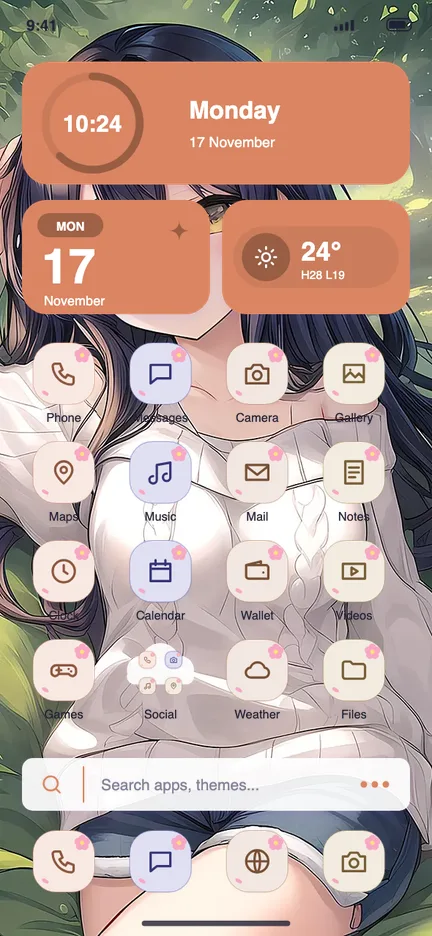 9:41
10:24
Monday
17 November
MON
17
November
24°
H28 L19
Phone
Messages
Camera
Gallery
Maps
Music
Mail
Notes
Clock
Calendar
Wallet
Videos
Games
Social
Weather
Files
Search apps, themes...